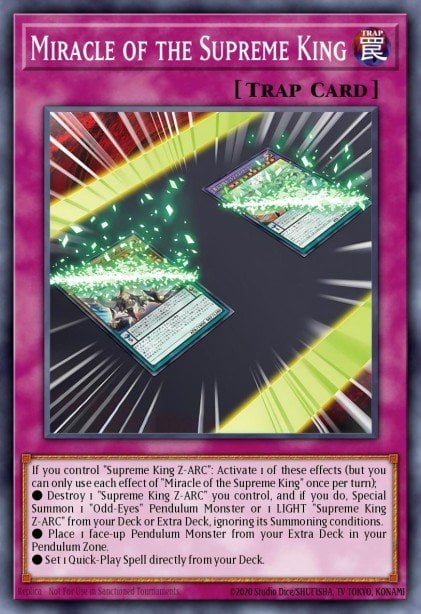 MIRACLE OF THE SUPREME KING
TRAP
罠
[TRAP CARD]
If you control "Supreme King Z-ARC": Activate 1 of these effects (but you
can only use each effect of "Miracle of the Supreme King" once per turn);
● Destroy 1 "Supreme King Z-ARC" you control, and if you do, Special
Summon 1 "Odd-Eyes" Pendulum Monster or 1 LIGHT "Supreme
King Z-ARC" from your Deck or Extra Deck, ignoring its Summoning conditions.
● Place 1 face-up Pendulum Monster from your Extra Deck in your
Pendulum Zone.
● Set 1 Quick-Play Spell directly from your Deck.
Replica - Not For Use in Sanctioned Tournaments
©2020 Studio Dice/SHUEISHA, TV TOKYO, KONAMI